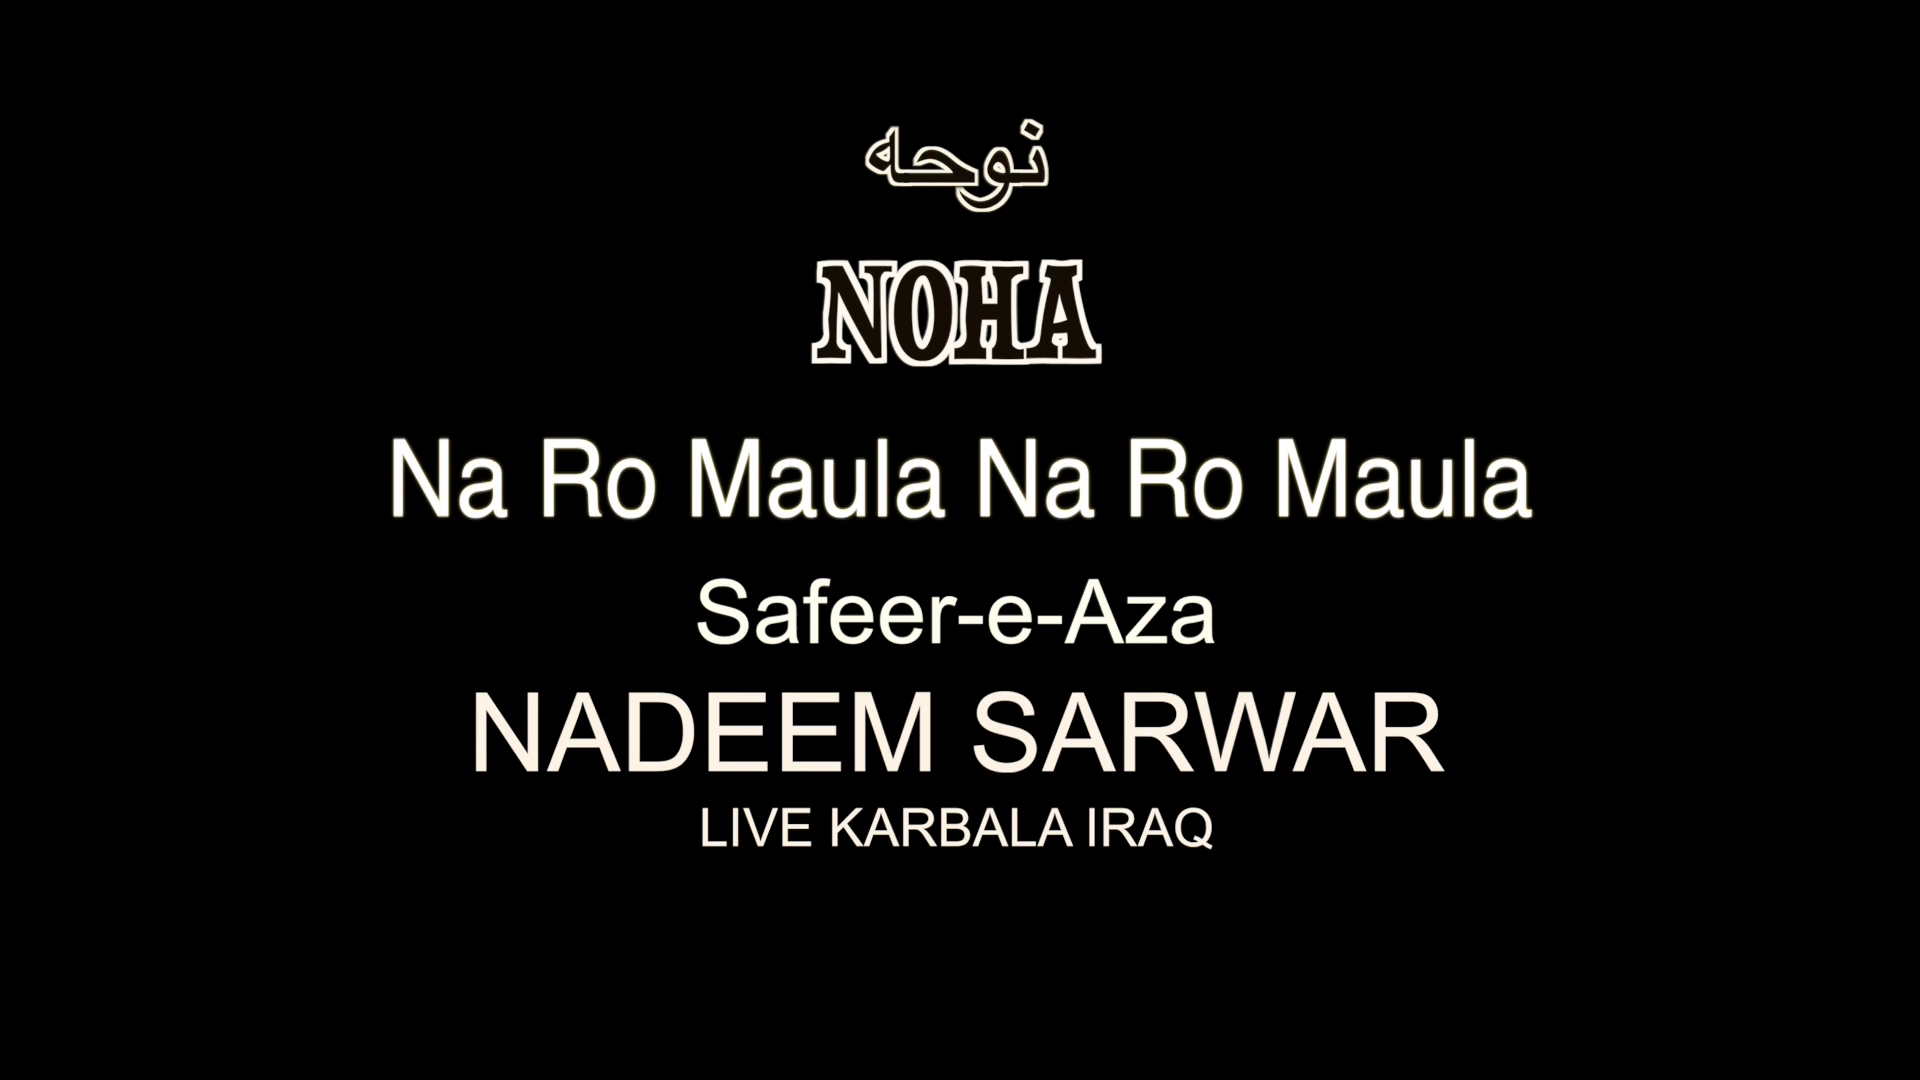 نوحه
NOHA
Na Ro Maula Na Ro Maula
Safeer-e-Aza
NADEEM SARWAR
LIVE KARBALA IRAQ